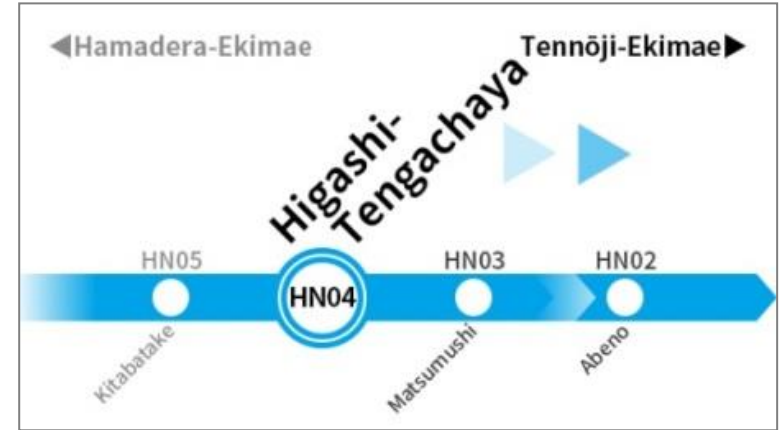 ◀Hamadera-Ekimae
Tennōji-Ekimae▶
Higashi-
Tengachaya
HN05
HN04
HN03
HN02
Kitabatake
Matsumushi
Abeno